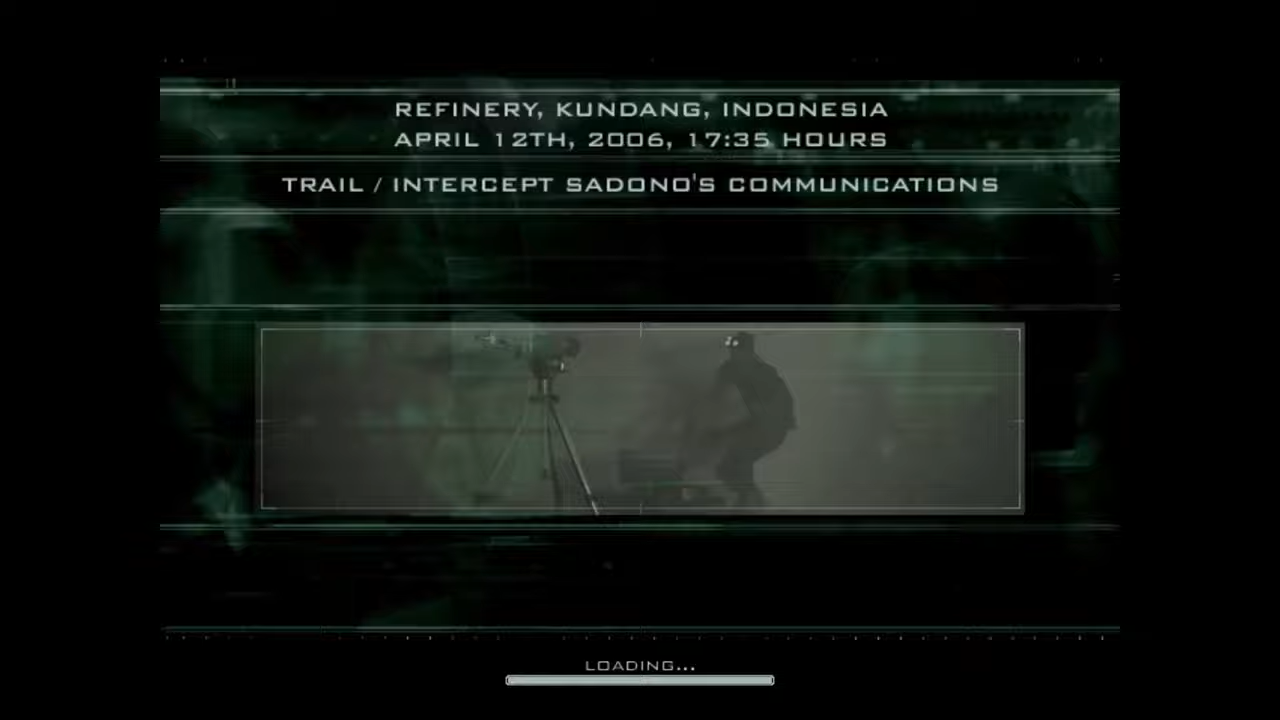 REFINERY, KUNDANG, INDONESIA
APRIL 12TH, 2006, 17:35 HOURS
TRAIL / INTERCEPT SADONO'S COMMUNICATIONS
LOADING...